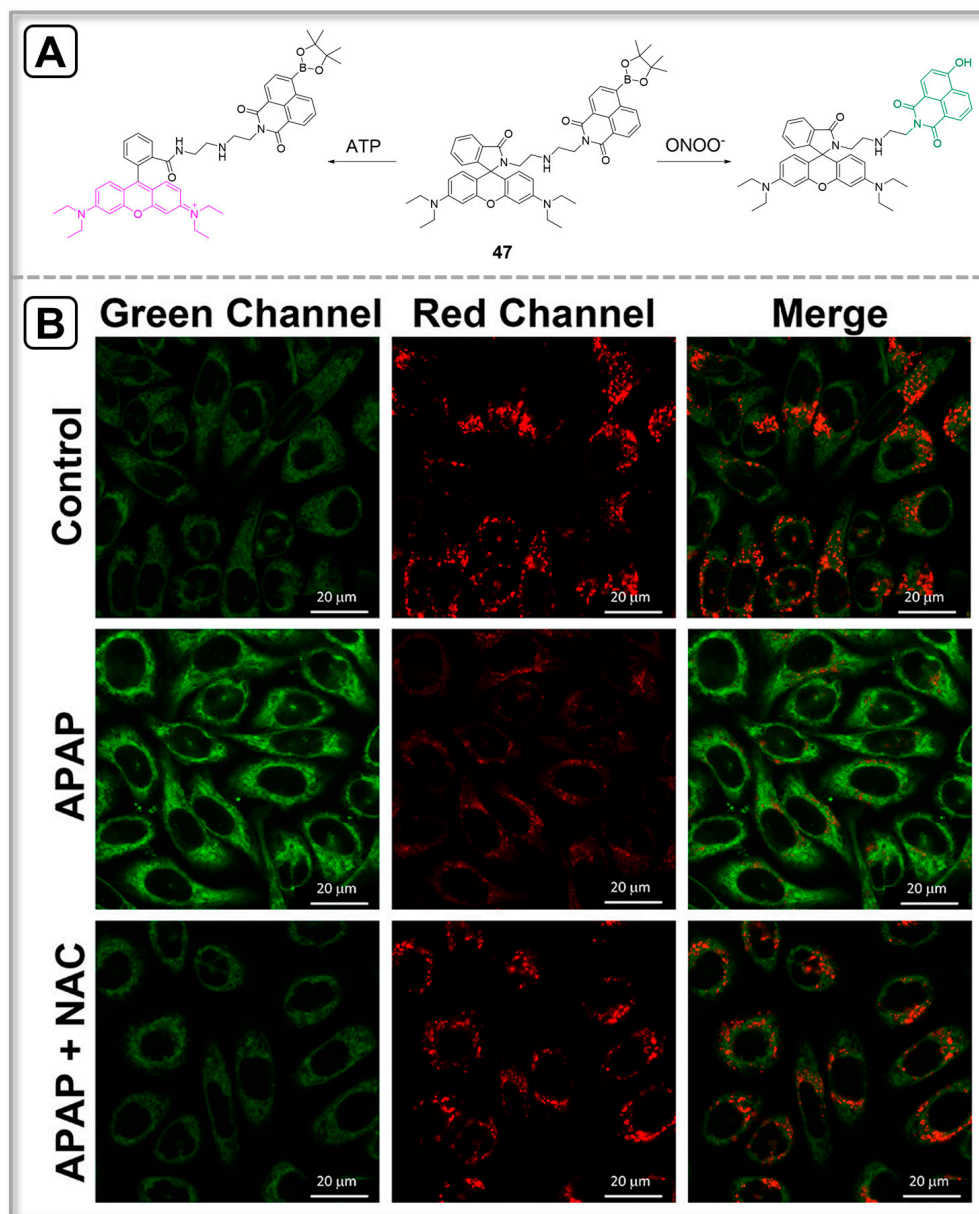 A
O O
B
O
N
O
H
N
N
H
O
N
O
N+
ATP
O
N
N
H
O
N
O
B
O O
N
O
N
47
ONOO-
OH
O
N
O
N
H
O
N
N
O
N
B
Green Channel Red Channel Merge
Control
20 μm 20 μm 20 μm
APAP
20 μm 20 μm 20 μm
APAP + NAC
20 μm 20 μm 20 μm